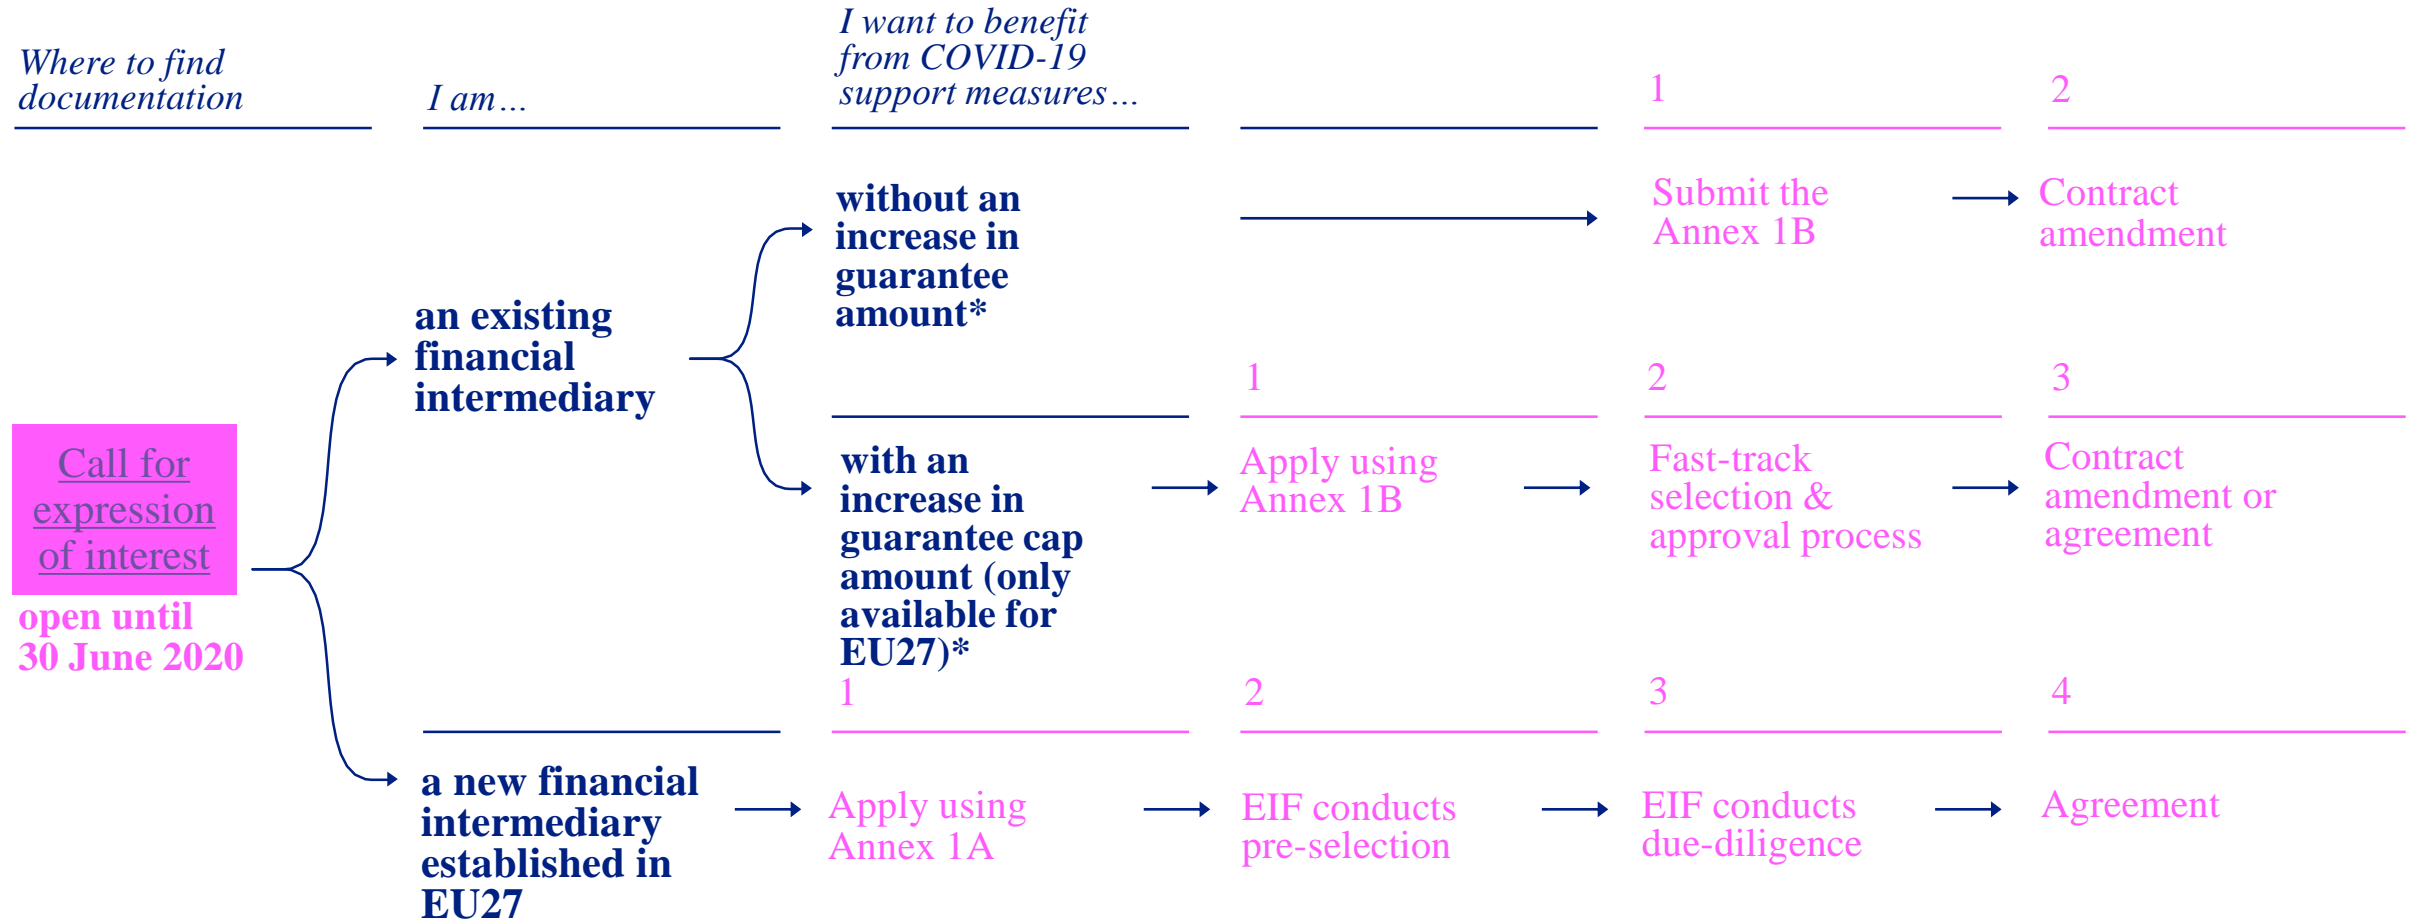 Where to find
documentation
I am...
I want to benefit
from COVID-19
support measures...
1
2
without an
increase in
guarantee
amount*
Submit the
Annex 1B
Contract
amendment
an existing
financial
intermediary
1
2
3
Call for
expression
of interest
open until
30 June 2020
with an
increase in
guarantee cap
amount (only
available for
EU27)*
Apply using
Annex 1B
Fast-track
selection &
approval process
Contract
amendment or
agreement
1
2
3
4
a new financial
intermediary
established in
EU27
Apply using
Annex 1A
EIF conducts
pre-selection
EIF conducts
due-diligence
Agreement